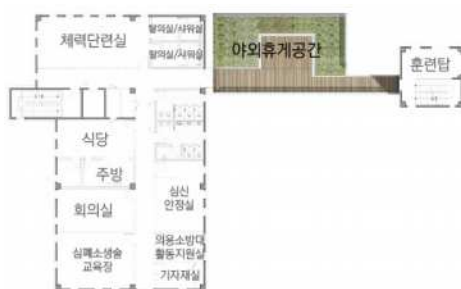 체력단련실
탈의실/샤워실
탈의실/샤워실
야외휴게공간
훈련탑
식당
주방
회의실
심신
안정실
심폐소생술
교육장
의용소방대
활동지원실
기자재실